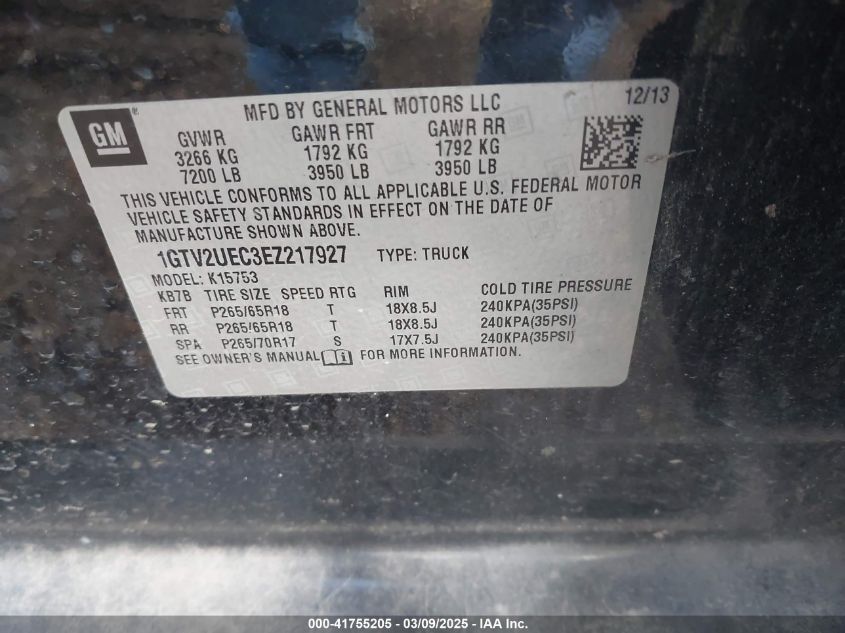 GM
MFD BY GENERAL MOTORS LLC 12/13
GVWR GAWR FRT GAWR RR
3266 KG 1792 KG 1792 KG
7200 LB 3950 LB 3950 LB
THIS VEHICLE CONFORMS TO ALL APPLICABLE U.S. FEDERAL MOTOR
VEHICLE SAFETY STANDARDS IN EFFECT ON THE DATE OF
MANUFACTURE SHOWN ABOVE.
1GTV2UEC3EZ217927 TYPE: TRUCK
MODEL: K15753
KB7B TIRE SIZE SPEED RTG RIM COLD TIRE PRESSURE
FRT P265/65R18 T 18X8.5J 240KPA(35PSI)
RR P265/65R18 T 18X8.5J 240KPA(35PSI)
SPA P265/70R17 S 17X7.5J 240KPA(35PSI)
SEE OWNER'S MANUAL FOR MORE INFORMATION.
000-41755205 - 03/09/2025 - IAA Inc.